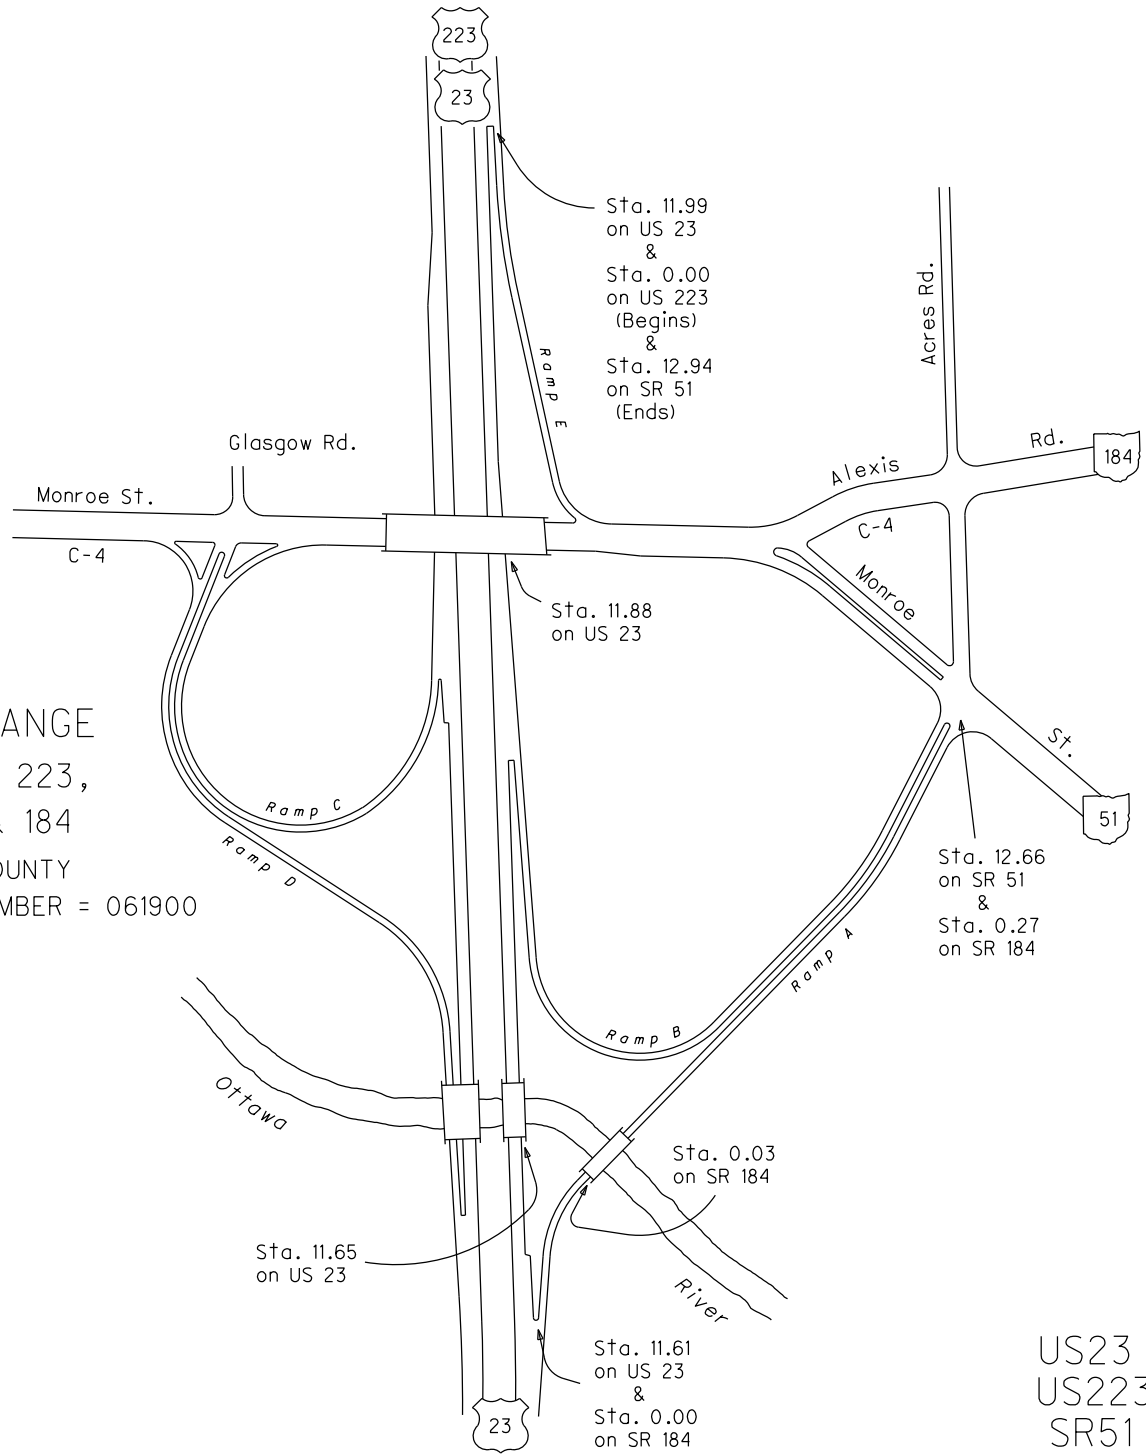 223
23
Sta. 11.99
on US 23
&
Sta. 0.00
on US 223
(Begins)
&
Sta. 12.94
on SR 51
(Ends)
Ramp E
Acres Rd.
Glasgow Rd.
Monroe St.
C-4
Alexis
Rd.
184
C-4
Monroe
St.
51
Sta. 11.88
on US 23
ANGE
223,
184
OUNTY
MBER = 061900
Ramp C
Ramp D
Sta. 12.66
on SR 51
&
Sta. 0.27
on SR 184
Ramp A
Ramp B
Ottawa
River
Sta. 0.03
on SR 184
Sta. 11.65
on US 23
Sta. 11.61
on US 23
&
Sta. 0.00
on SR 184
23
US23
US223
SR51